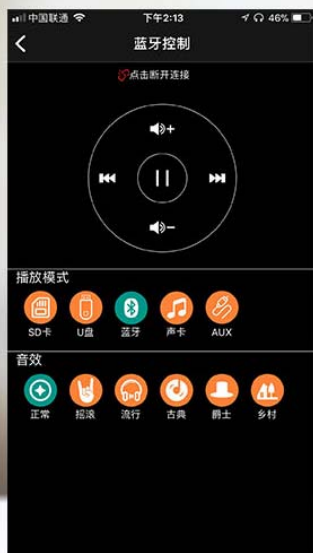 中国联通 下午2:13 46%
蓝牙控制
点击断开连接
+
-
播放模式
SD卡 U盘 蓝牙 声卡 AUX
音效
正常 摇滚 流行 古典 爵士 乡村